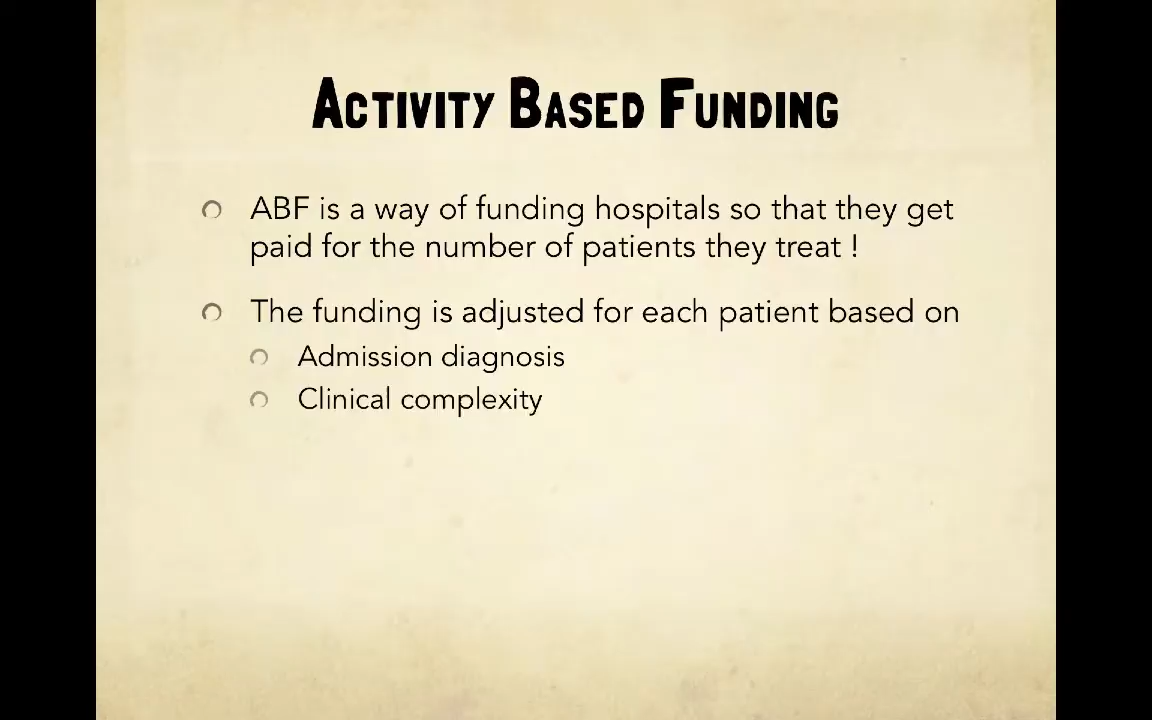 Activity Based Funding
ABF is a way of funding hospitals so that they get
paid for the number of patients they treat !
The funding is adjusted for each patient based on
Admission diagnosis
Clinical complexity